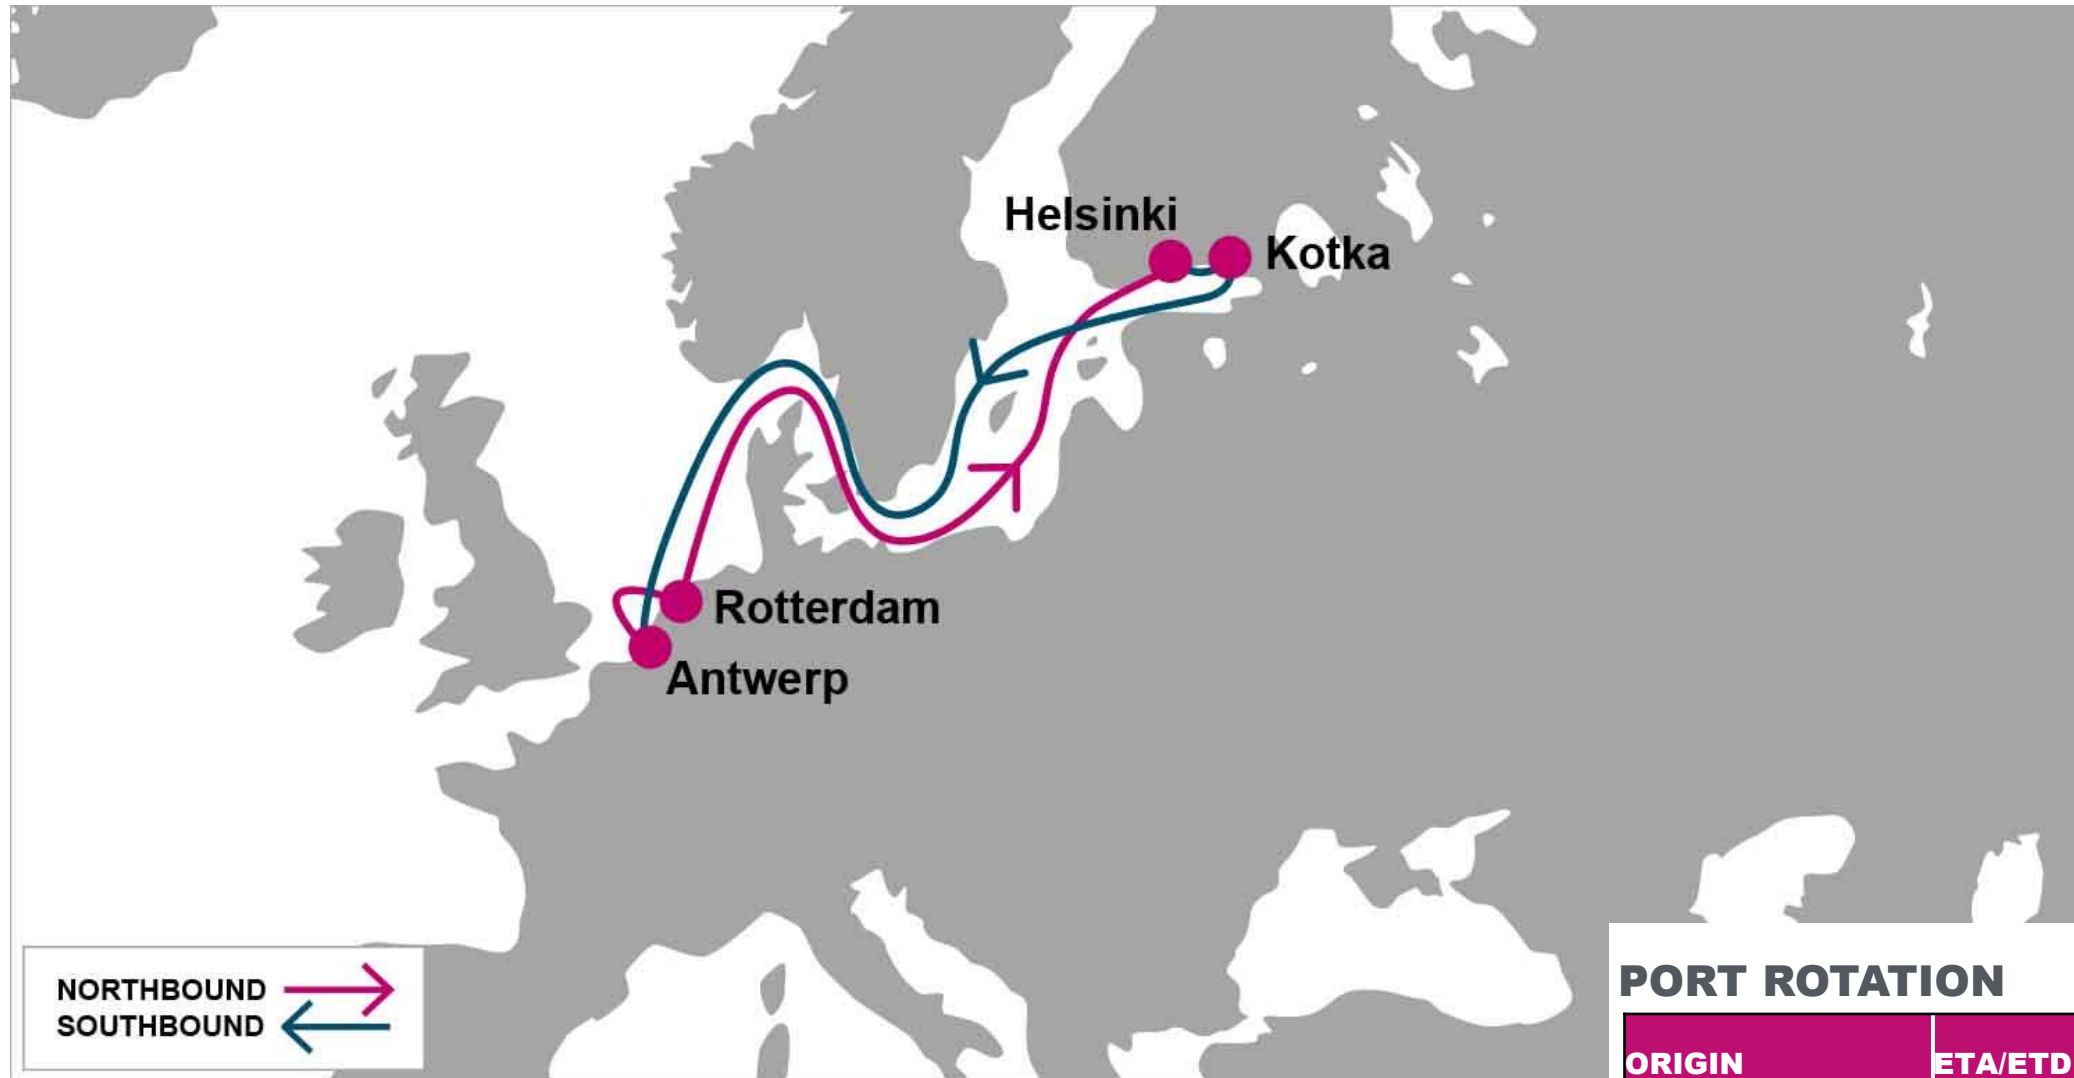 Helsinki
Kotka
Rotterdam
Antwerp
NORTHBOUND
SOUTHBOUND
PORT ROTATION
ORIGIN ETA/ETD